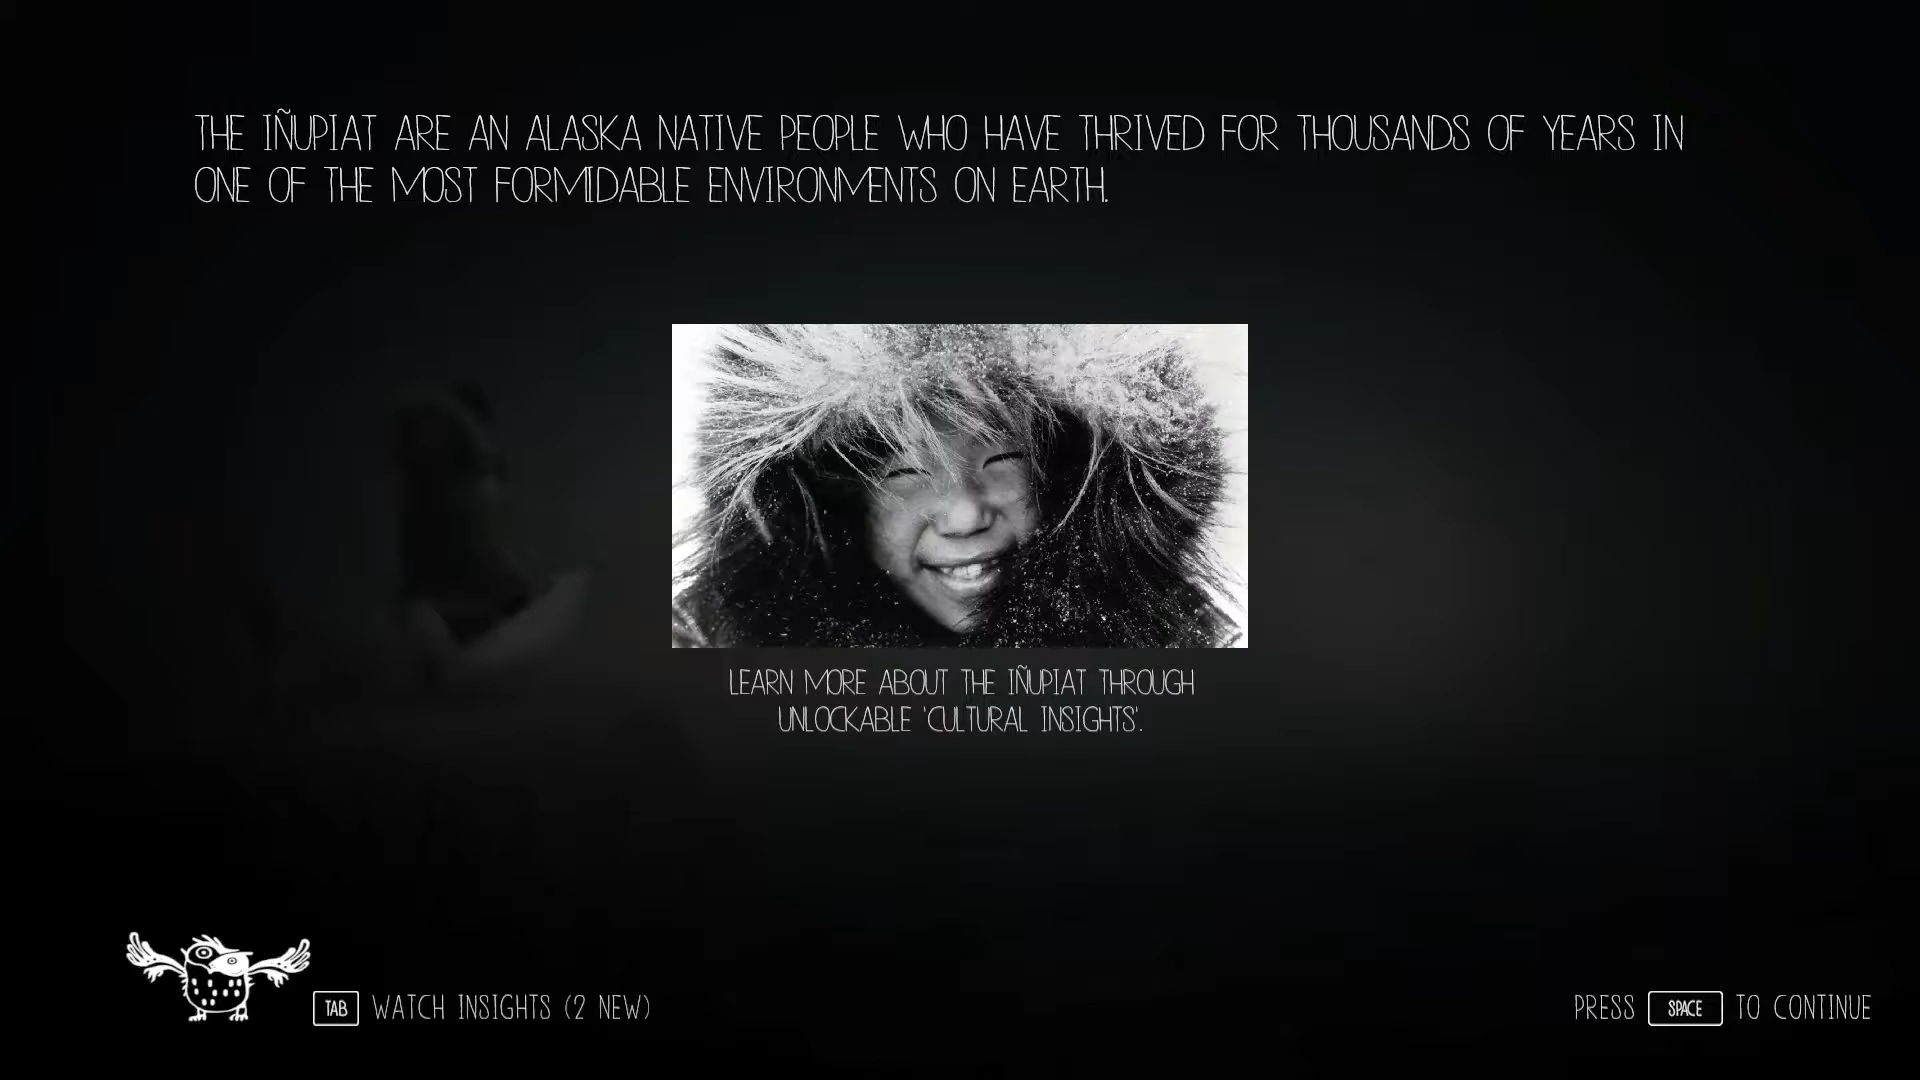 THE IÑUPIAT ARE AN ALASKA NATIVE PEOPLE WHO HAVE THRIVED FOR THOUSANDS OF YEARS IN
ONE OF THE MOST FORMIDABLE ENVIRONMENTS ON EARTH.
LEARN MORE ABOUT THE IÑUPIAT THROUGH
UNLOCKABLE 'CULTURAL INSIGHTS'.
TAB WATCH INSIGHTS (2 NEW)
PRESS SPACE TO CONTINUE